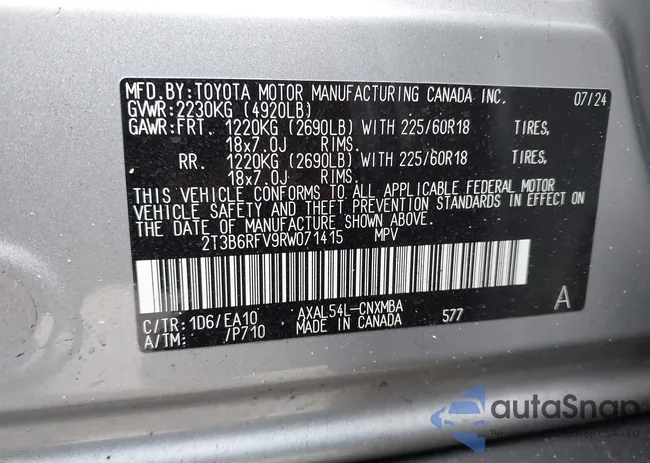 MFD. BY: TOYOTA MOTOR MANUFACTURING CANADA INC. 07/24
GVWR: 2230KG (4920LB)
GAWR: FRT. 1220KG (2690LB) WITH 225/60R18 TIRES,
18x7.0J RIMS.
RR. 1220KG (2690LB) WITH 225/60R18 TIRES,
18x7.0J RIMS.
THIS VEHICLE CONFORMS TO ALL APPLICABLE FEDERAL MOTOR
VEHICLE SAFETY AND THEFT PREVENTION STANDARDS IN EFFECT ON
THE DATE OF MANUFACTURE SHOWN ABOVE.
2T3B6RFV9RW071415 MPV
C/TR: 1D6/EA10 AXAL54L-CNXMBA 577 A
A/TM: /P710 MADE IN CANADA
autaSnap